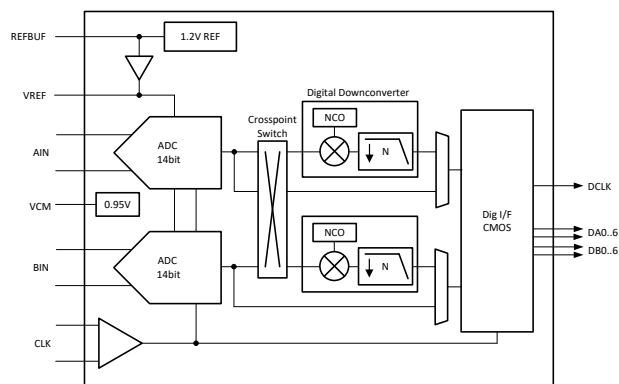 REFBUF
1.2V REF
VREF
Digital Downconverter
Crosspoint
Switch
NCO
ADC
14bit
N
AIN
Dig I/F
CMOS
DCLK
VCM
0.95V
DA0..6
DB0..6
NCO
BIN
ADC
14bit
N
CLK